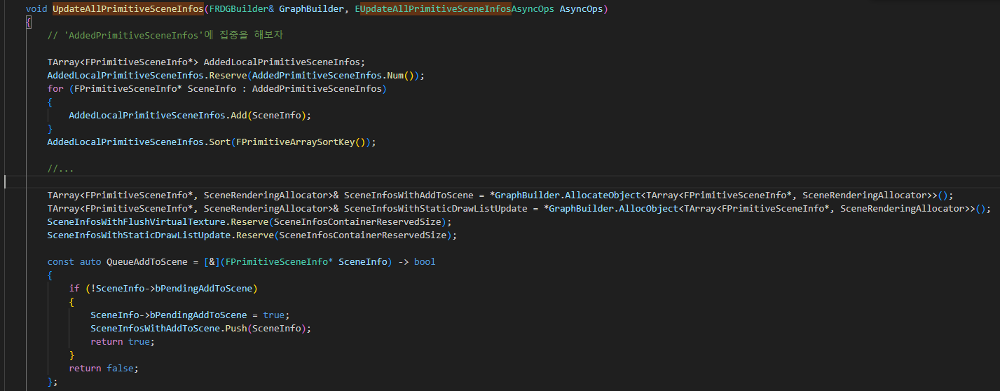 void UpdateAllPrimitiveSceneInfos(FRDGBuilder& GraphBuilder, EUpdateAllPrimitiveSceneInfosAsyncOps AsyncOps)
{
// 'AddedPrimitiveSceneInfos'에 집중을 해보자
TArray<FPrimitiveSceneInfo*> AddedLocalPrimitiveSceneInfos;
AddedLocalPrimitiveSceneInfos.Reserve(AddedPrimitiveSceneInfos.Num());
for (FPrimitiveSceneInfo* SceneInfo : AddedPrimitiveSceneInfos)
{
AddedLocalPrimitiveSceneInfos.Add(SceneInfo);
}
AddedLocalPrimitiveSceneInfos.Sort(FPrimitiveArraySortKey());
//...
TArray<FPrimitiveSceneInfo*, SceneRenderingAllocator>& SceneInfosWithAddToScene = *GraphBuilder.AllocateObject<TArray<FPrimitiveSceneInfo*, SceneRenderingAllocator>>();
TArray<FPrimitiveSceneInfo*, SceneRenderingAllocator>& SceneInfosWithStaticDrawListUpdate = *GraphBuilder.AllocObject<TArray<FPrimitiveSceneInfo*, SceneRenderingAllocator>>();
SceneInfosWithFlushVirtualTexture.Reserve(SceneInfosContainerReservedSize);
SceneInfosWithStaticDrawListUpdate.Reserve(SceneInfosContainerReservedSize);
const auto QueueAddToScene = [&](FPrimitiveSceneInfo* SceneInfo) -> bool
{
if (!SceneInfo->bPendingAddToScene)
{
SceneInfo->bPendingAddToScene = true;
SceneInfosWithAddToScene.Push(SceneInfo);
return true;
}
return false;
};